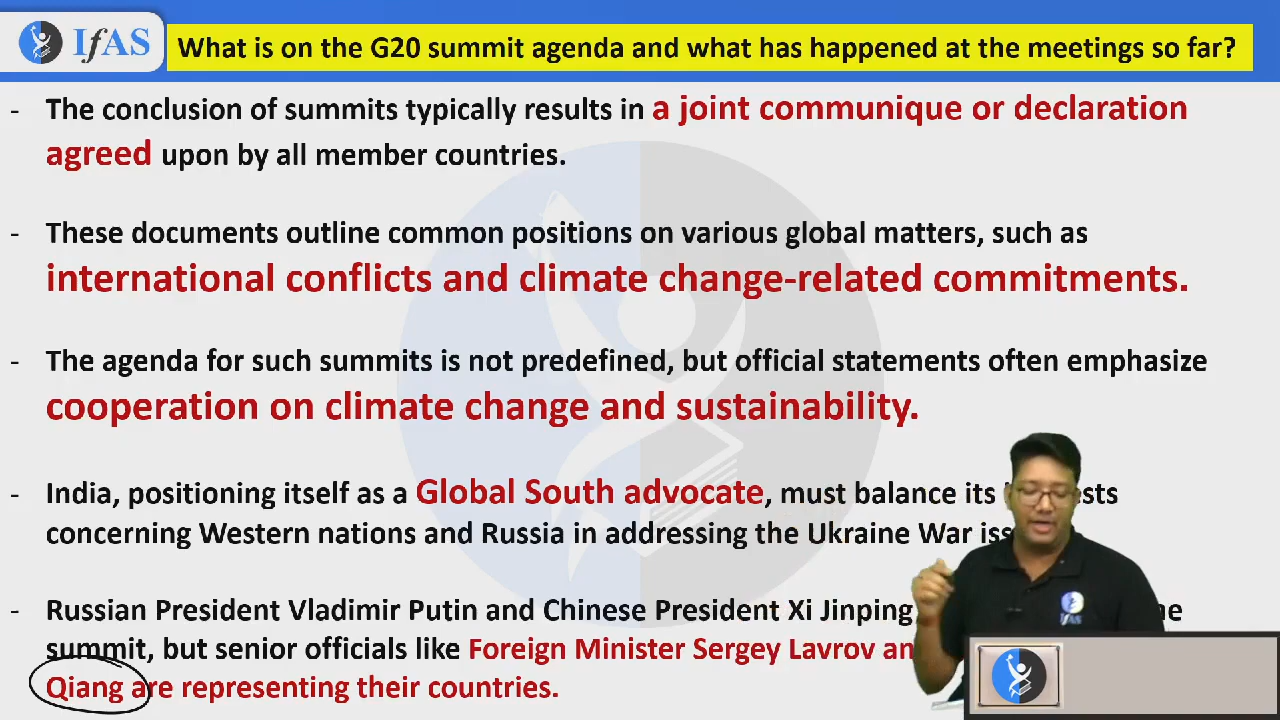 IfAS
What is on the G20 summit agenda and what has happened at the meetings so far?
- The conclusion of summits typically results in a joint communique or declaration
agreed upon by all member countries.
- These documents outline common positions on various global matters, such as
international conflicts and climate change-related commitments.
- The agenda for such summits is not predefined, but official statements often emphasize
cooperation on climate change and sustainability.
- India, positioning itself as a Global South advocate, must balance its
concerning Western nations and Russia in addressing the Ukraine War
- Russian President Vladimir Putin and Chinese President Xi Jinping
summit, but senior officials like Foreign Minister Sergey Lavrov
Qiang are representing their countries.
IfAS